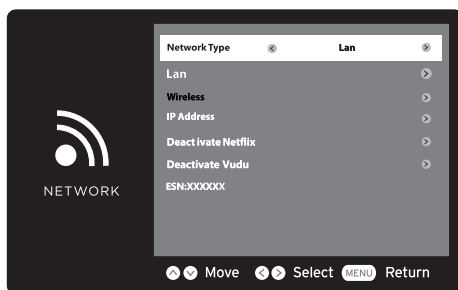 Network Type Lan
Lan
Wireless
IP Address
Deact ivate Netflix
Deactivate Vudu
ESN:XXXXXX
NETWORK
Move Select MENU Return